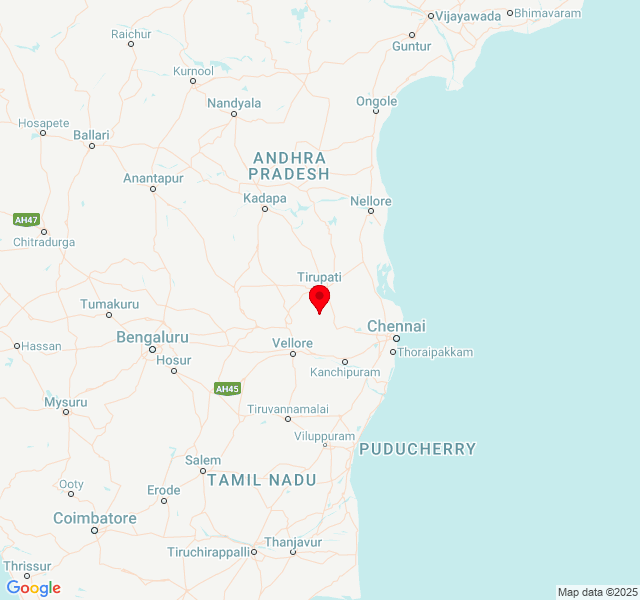 Bhimavaram
Vijayawada
Raichur
Guntur
Kurnool
Nandyala
Ongole
Hosapete
Ballari
ANDHRA
PRADESH
Anantapur
Kadapa
Nellore
AH47
Chitradurga
Tirupati
Tumakuru
Chennai
Bengaluru
Hassan
Vellore
Thoraipakkam
Hosur
Kanchipuram
AH45
Mysuru
Tiruvannamalai
Viluppuram
PUDUCHERRY
Salem
TAMIL NADU
Ooty
Erode
Coimbatore
Thanjavur
Tiruchirappalli
Thrissur
Google
Map data ©2025